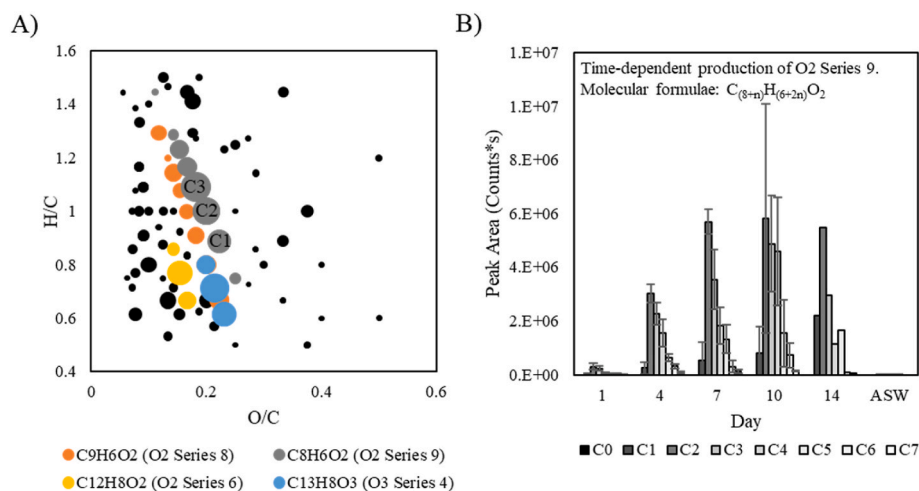 A)
B)
1.6
1.4
1.2
1
0.8
0.6
0.4
H/C
C3
C2
C1
0
0.2
0.4
0.6
O/C
C9H6O2 (O2 Series 8)
C8H6O2 (O2 Series 9)
C12H8O2 (O2 Series 6)
C13H8O3 (O3 Series 4)
1.E+07
8.E+06
6.E+06
4.E+06
2.E+06
0.E+00
Peak Area (Counts*s)
Time-dependent production of O2 Series 9.
Molecular formulae: C(8+n)H(6+2n)O2
1 4 7 10 14 ASW
Day
C0 C1 C2 C3 C4 C5 C6 C7